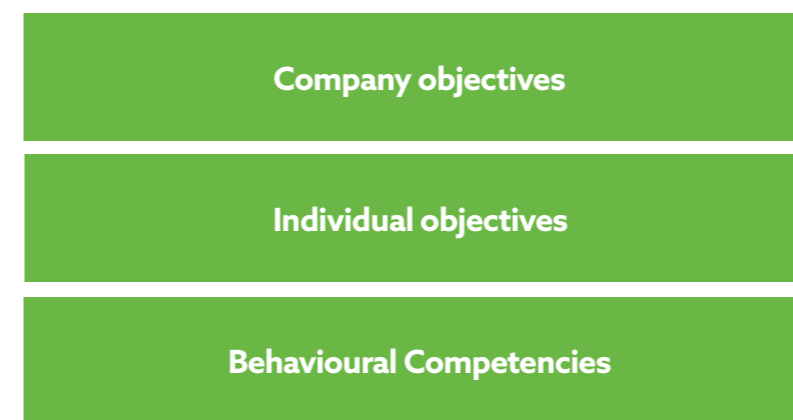 Company objectives
Individual objectives
Behavioural Competencies